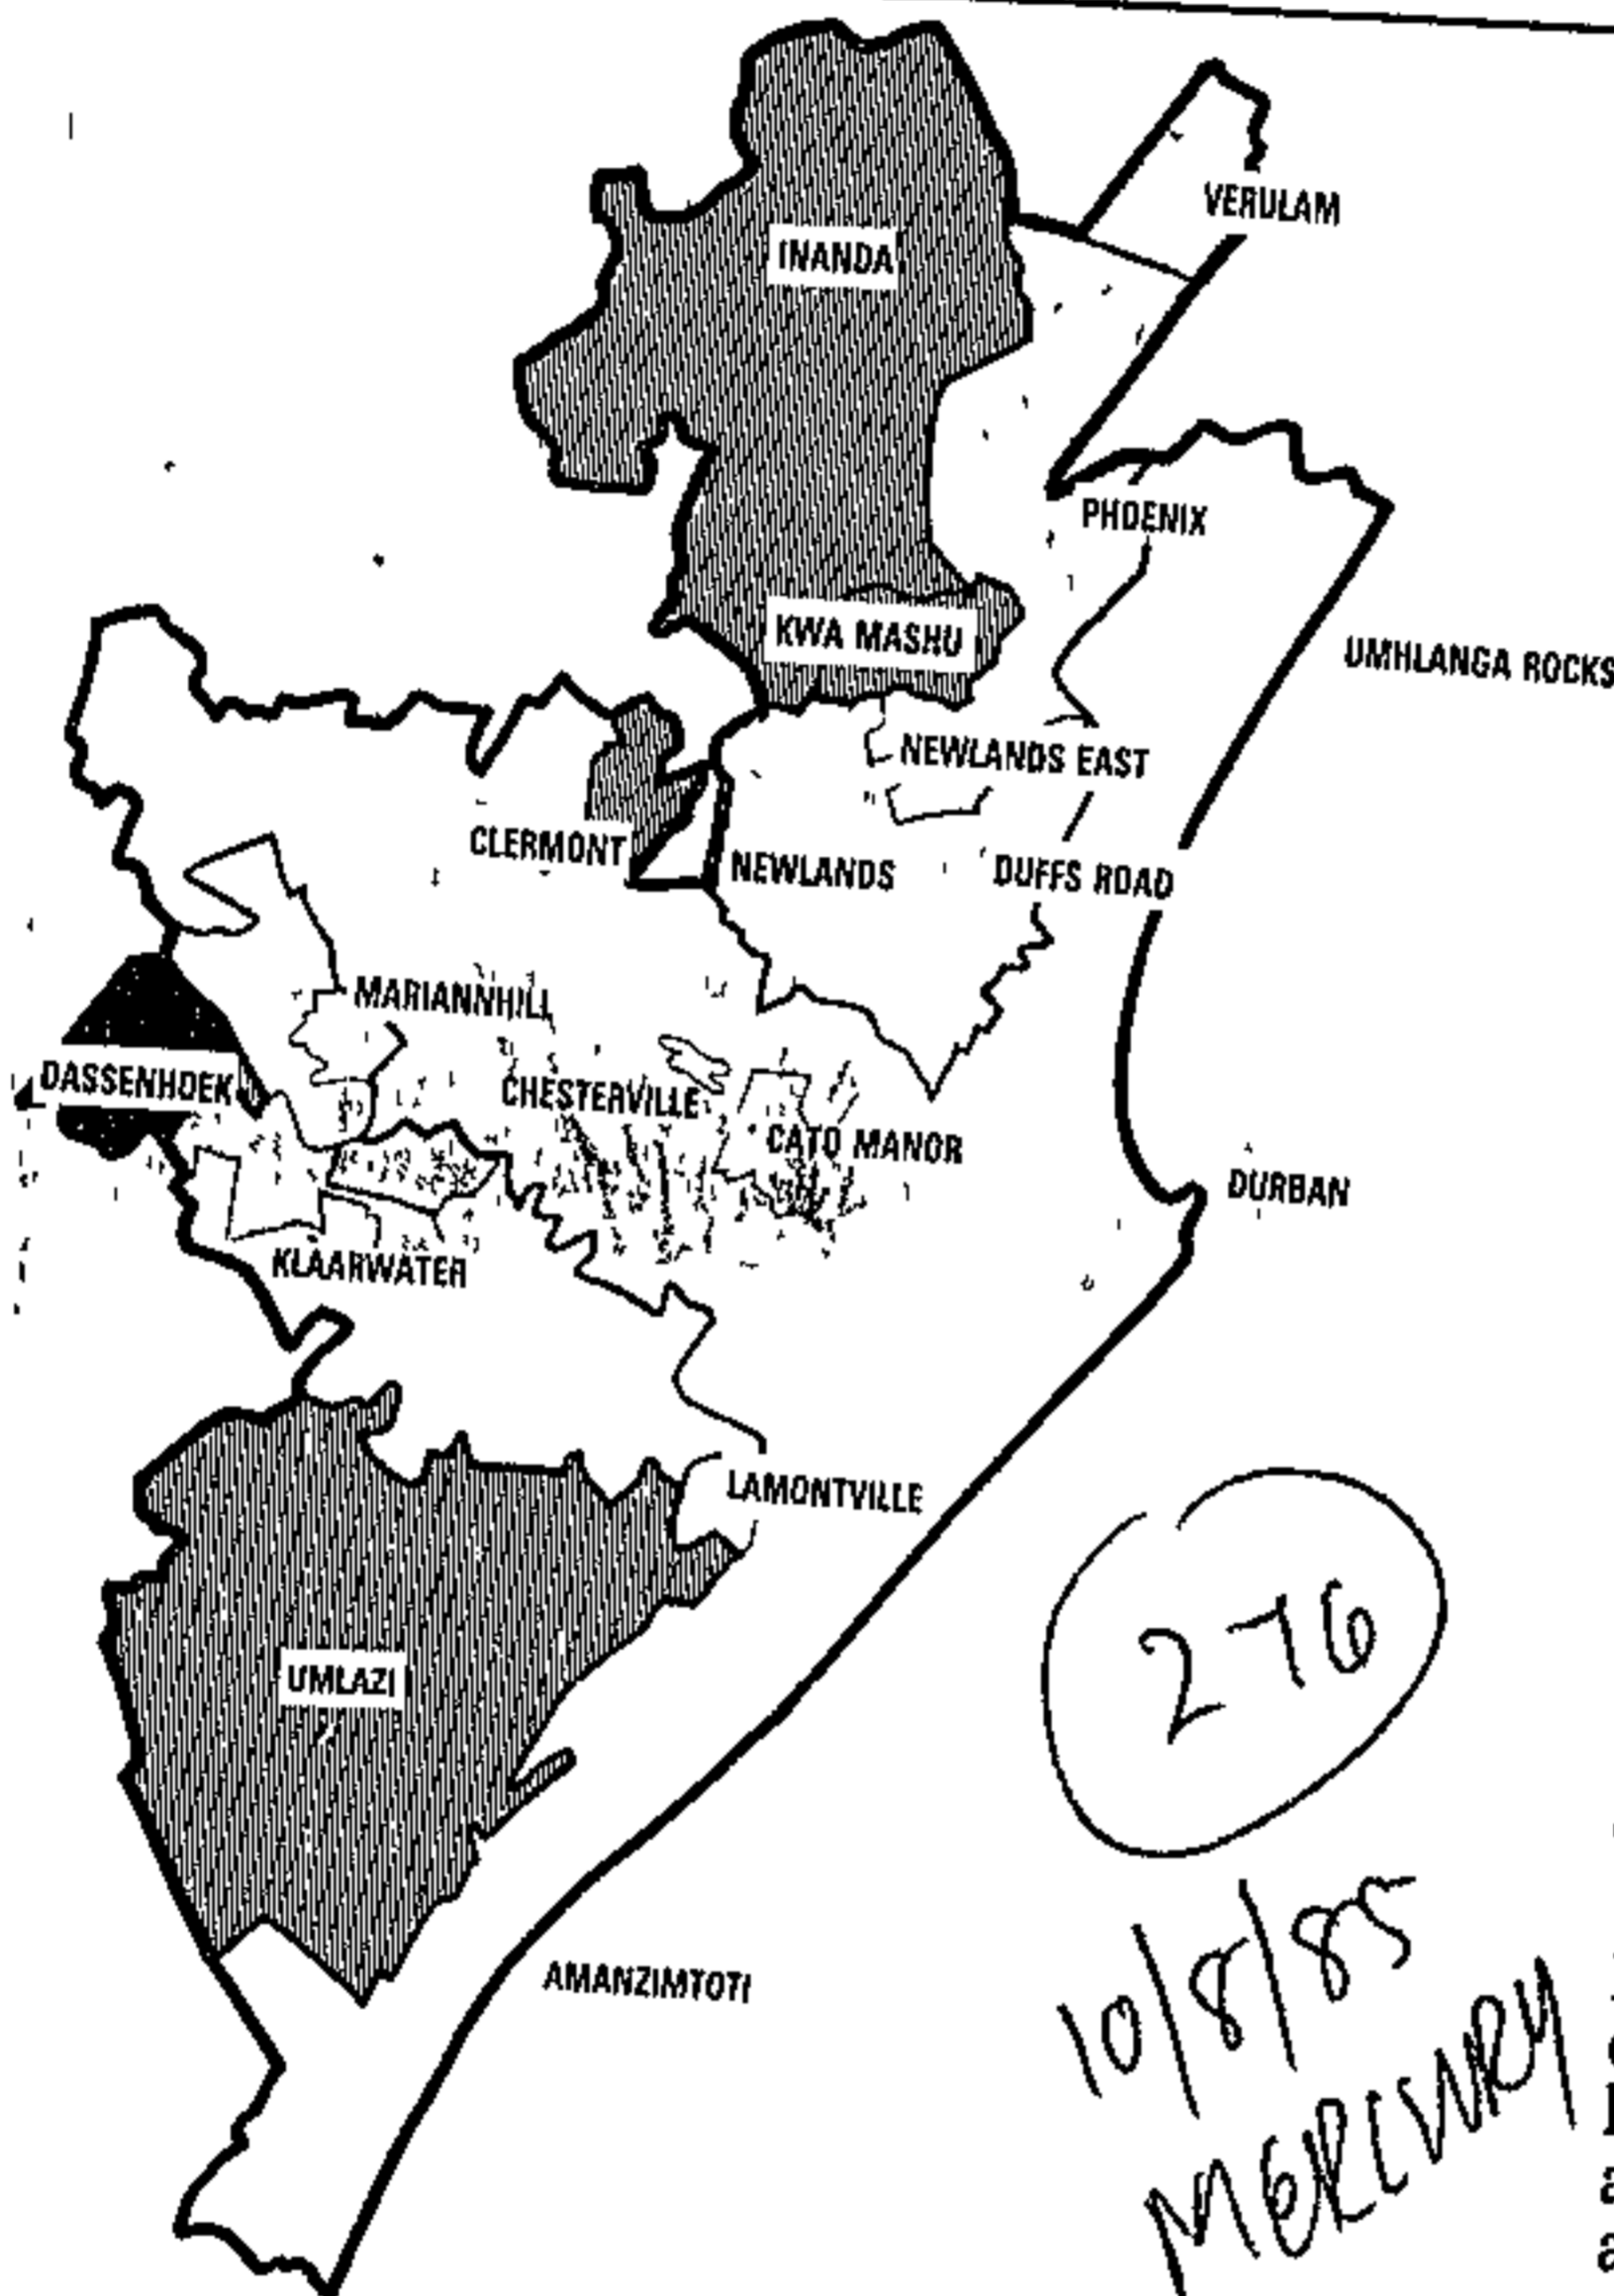 VERULAM
INANDA
PHOENIX
KWA MASHU
UMHLANGA ROCKS
NEWLANDS EAST
CLERMONT
NEWLANDS
DUFFS ROAD
MARIANNHILL
DASSENHOEK
CHESTERVILLE
CATO MANOR
DURBAN
KLAARWATER
LAMONTVILLE
276
UMLAZI
AMANZIMTOTI
10/8/85
MERCURY